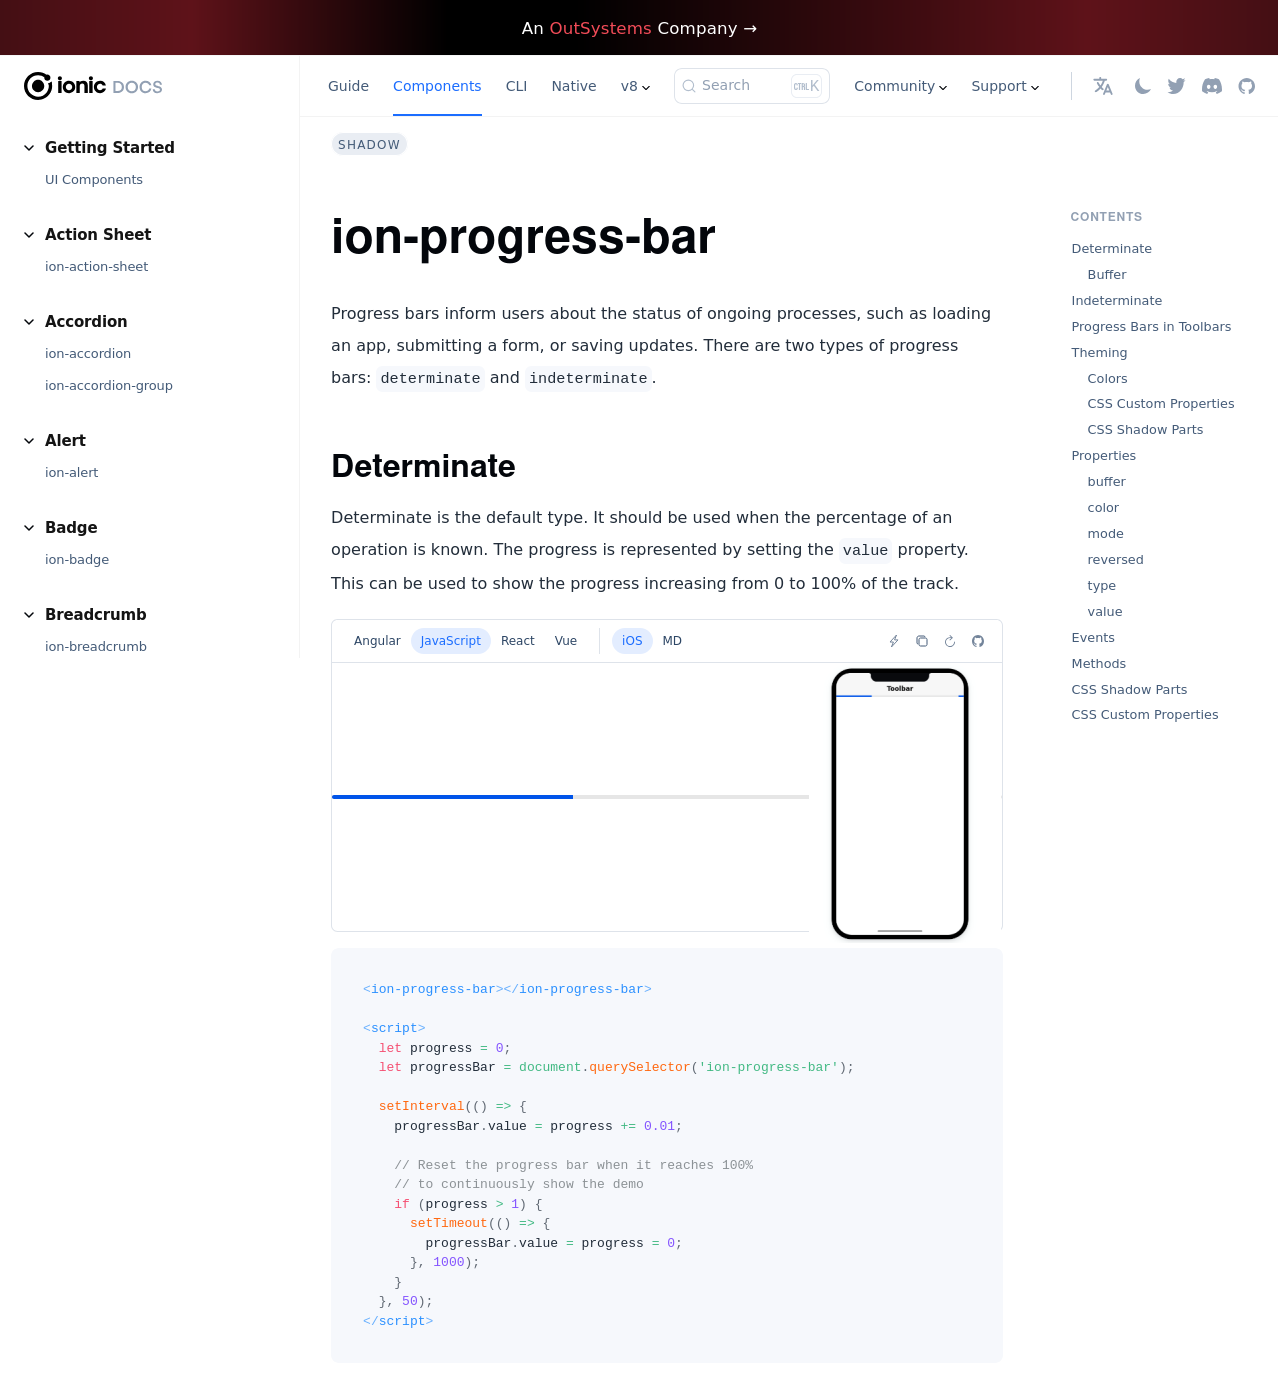 An OutSystems Company →
ionic DOCS
Guide
Components
CLI
Native
v8
Search
CTRL K
Community
Support
Getting Started
UI Components
Action Sheet
ion-action-sheet
Accordion
ion-accordion
ion-accordion-group
Alert
ion-alert
Badge
ion-badge
Breadcrumb
ion-breadcrumb
SHADOW
ion-progress-bar
Progress bars inform users about the status of ongoing processes, such as loading
an app, submitting a form, or saving updates. There are two types of progress
bars: determinate and indeterminate.
Determinate
Determinate is the default type. It should be used when the percentage of an
operation is known. The progress is represented by setting the value property.
This can be used to show the progress increasing from 0 to 100% of the track.
Angular JavaScript React Vue iOS MD
Toolbar
<ion-progress-bar></ion-progress-bar>
<script>
let progress = 0;
let progressBar = document.querySelector('ion-progress-bar');
setInterval(() => {
progressBar.value = progress += 0.01;
// Reset the progress bar when it reaches 100%
// to continuously show the demo
if (progress > 1) {
setTimeout(() => {
progressBar.value = progress = 0;
}, 1000);
}
}, 50);
</script>
CONTENTS
Determinate
Buffer
Indeterminate
Progress Bars in Toolbars
Theming
Colors
CSS Custom Properties
CSS Shadow Parts
Properties
buffer
color
mode
reversed
type
value
Events
Methods
CSS Shadow Parts
CSS Custom Properties